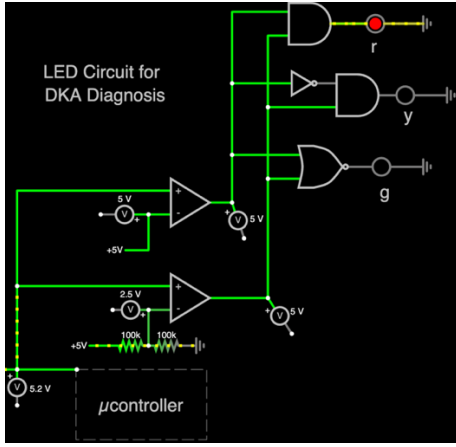 r
LED Circuit for
DKA Diagnosis
y
g
5 V
V
+
+
-
+
V
5 V
+5V
2.5 V
V
+
+
-
+5V
100k
100k
+
V
5 V
+
V
5.2 V
μcontroller